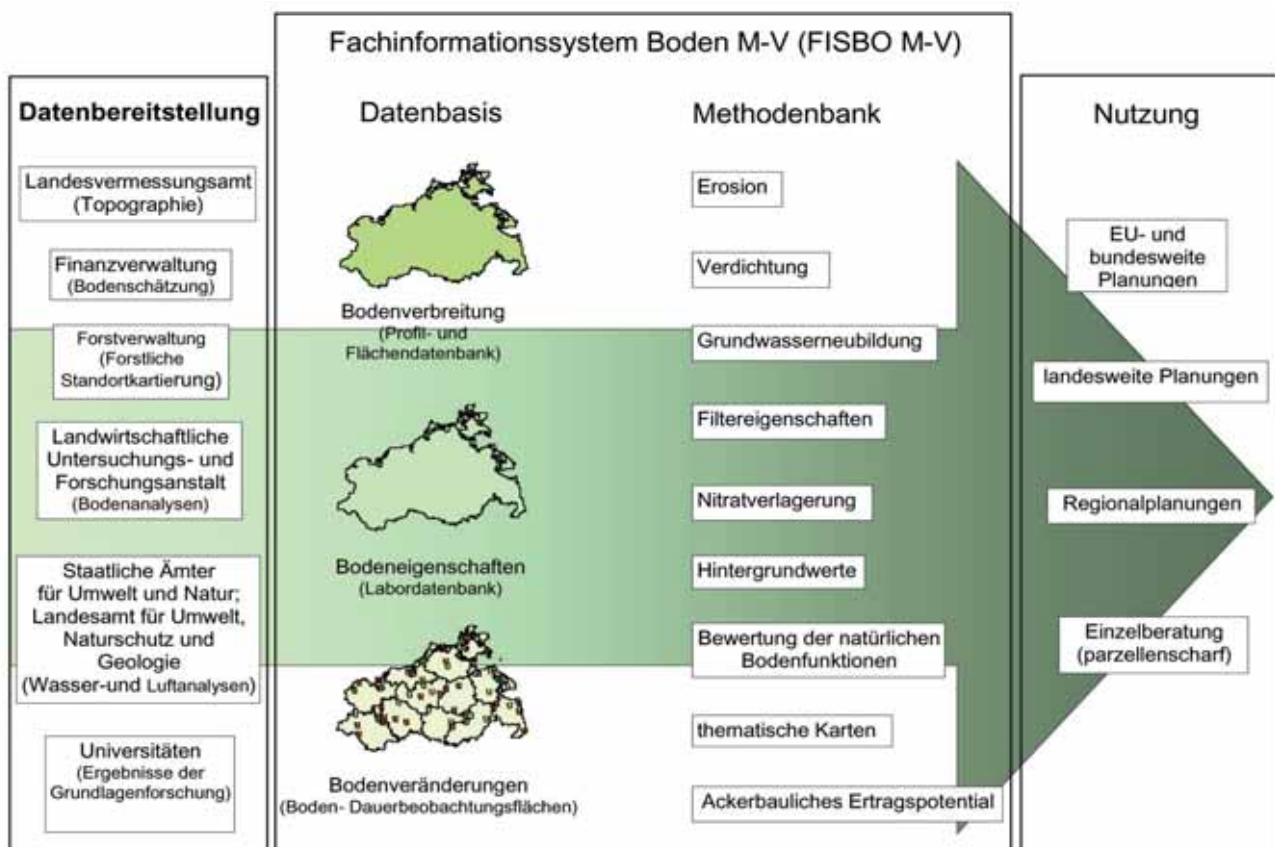 Fachinformationssystem Boden M-V (FISBO M-V)
Datenbereitstellung
Landesvermessungsamt
(Topographie)
Finanzverwaltung
(Bodenschätzung)
Forstverwaltung
(Forstliche
Standortkartierung)
Landwirtschaftliche
Untersuchungs- und
Forschungsanstalt
(Bodenanalysen)
Staatliche Ämter
für Umwelt und Natur;
Landesamt für Umwelt,
Naturschutz und
Geologie
(Wasser-und Luftanalysen)
Universitäten
(Ergebnisse der
Grundlagenforschung)
Datenbasis
Bodenverbreitung
(Profil- und
Flächendatenbank)
Bodeneigenschaften
(Labordatenbank)
Bodenveränderungen
(Boden- Dauerbeobachtungsflächen)
Methodenbank
Erosion
Verdichtung
Grundwasserneubildung
Filtereigenschaften
Nitratverlagerung
Hintergrundwerte
Bewertung der natürlichen
Bodenfunktionen
thematische Karten
Ackerbauliches Ertragspotential
Nutzung
EU- und
bundesweite
Planungen
landesweite Planungen
Regionalplanungen
Einzelberatung
(parzellenscharf)